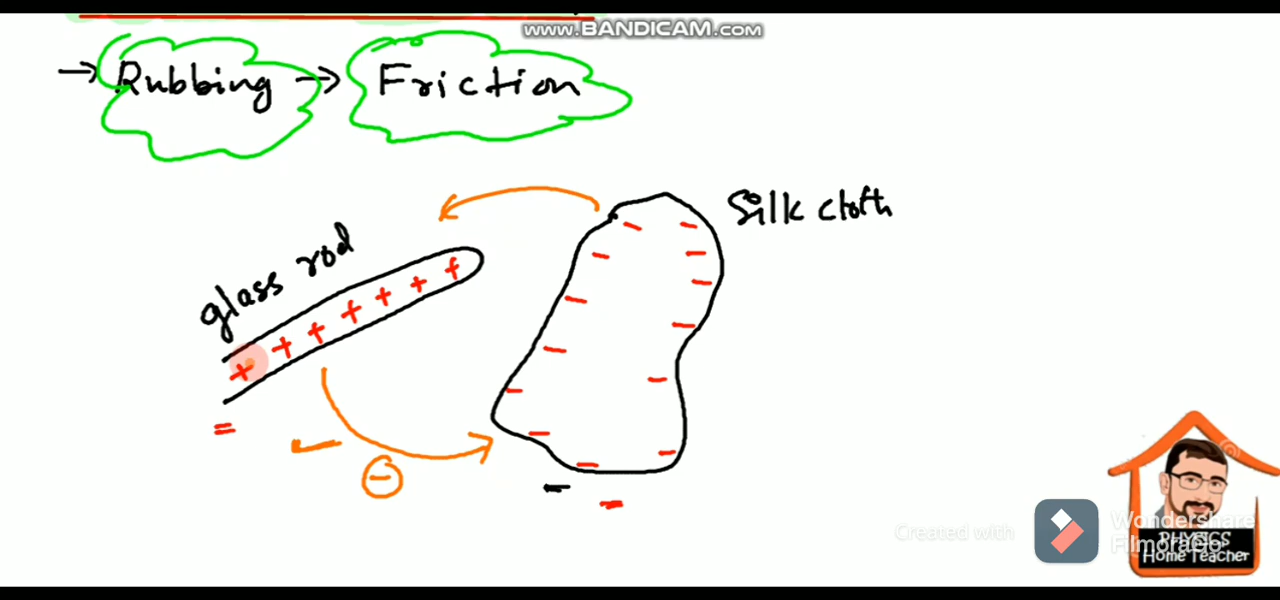 www.BANDICAM.com
→ Rubbing → Friction
Silk cloth
glass rod
+ + + + + + +
Created with
Wondershare
Filmora
PHYSICS
Home Teacher